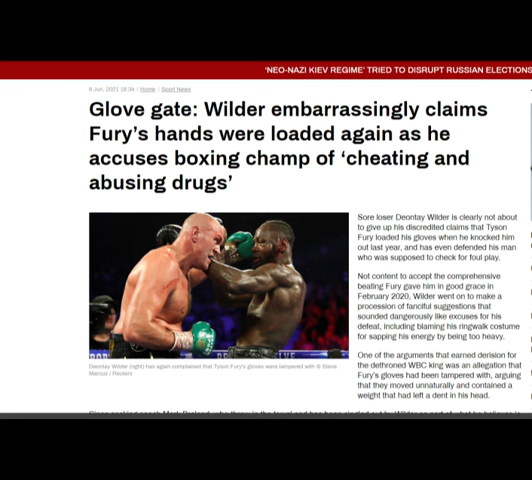 'NEO-NAZI KIEV REGIME' TRIED TO DISRUPT RUSSIAN ELECTIONS
Jun, 2021 18:34 / Home / Sport News
Glove gate: Wilder embarrassingly claims
Fury's hands were loaded again as he
accuses boxing champ of 'cheating and
abusing drugs'
Sore loser Deontay Wilder is clearly not about
to give up his discredited claims that Tyson
Fury loaded his gloves when he knocked him
out last year, and has even defended his man
who was supposed to check for foul play.
Not content to accept the comprehensive
beating Fury gave him in good grace in
February 2020, Wilder went on to make a
procession of fanciful suggestions that
sounded dangerously like excuses for his
defeat, including blaming his ringwalk costume
for sapping his energy by being too heavy.
One of the arguments that earned derision for
the dethroned WBC king was an allegation that
Fury's gloves had been tampered with, arguing
that they moved unnaturally and contained a
weight that had left a dent in his head.
Deontay Wilder (right) has again complained that Tyson Fury's gloves were tampered with © Steve
Marcus / Reuters